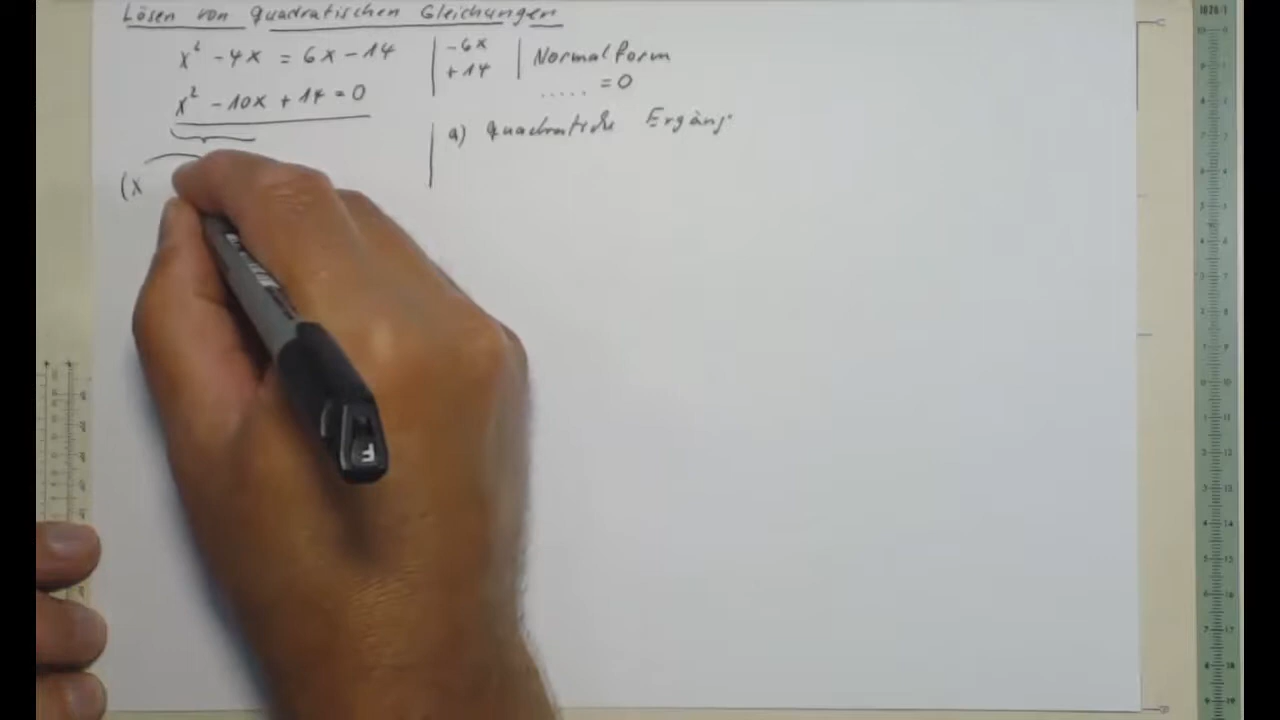 Lösen von quadratischen Gleichungen
x² - 4x = 6x - 14 | -6x +14 | Normalform ..... = 0
x² - 10x + 14 = 0
a) quadratische Ergänz
(x
F